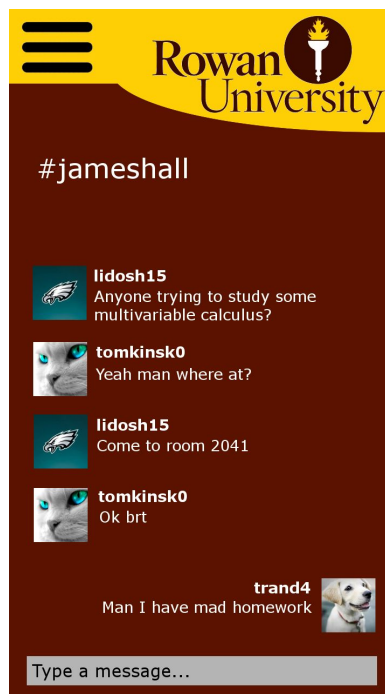 Rowan
University
#jameshall
lidosh15
Anyone trying to study some
multivariable calculus?
tomkinsk0
Yeah man where at?
lidosh15
Come to room 2041
tomkinsk0
Ok brt
trand4
Man I have mad homework
Type a message...